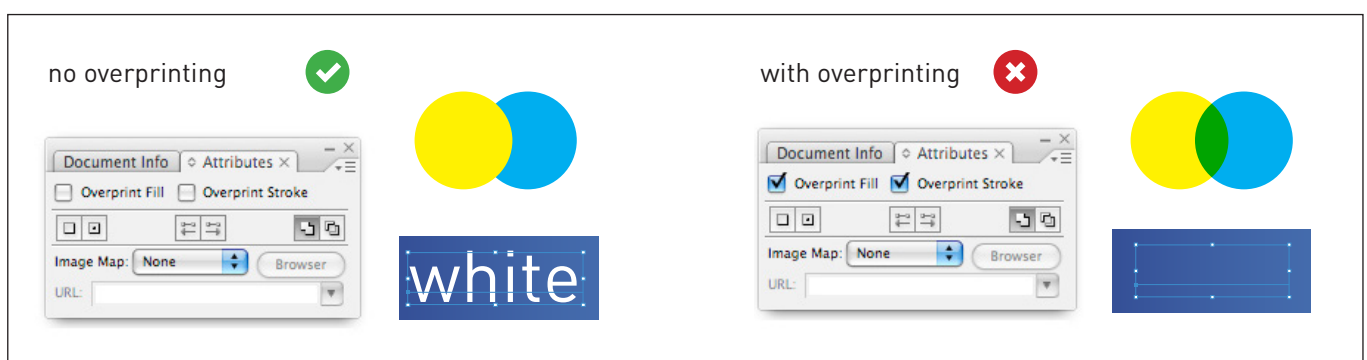 no overprinting
Document Info Attributes
Overprint Fill Overprint Stroke
Image Map: None Browser
URL:
white
with overprinting
Document Info Attributes
Overprint Fill Overprint Stroke
Image Map: None Browser
URL: